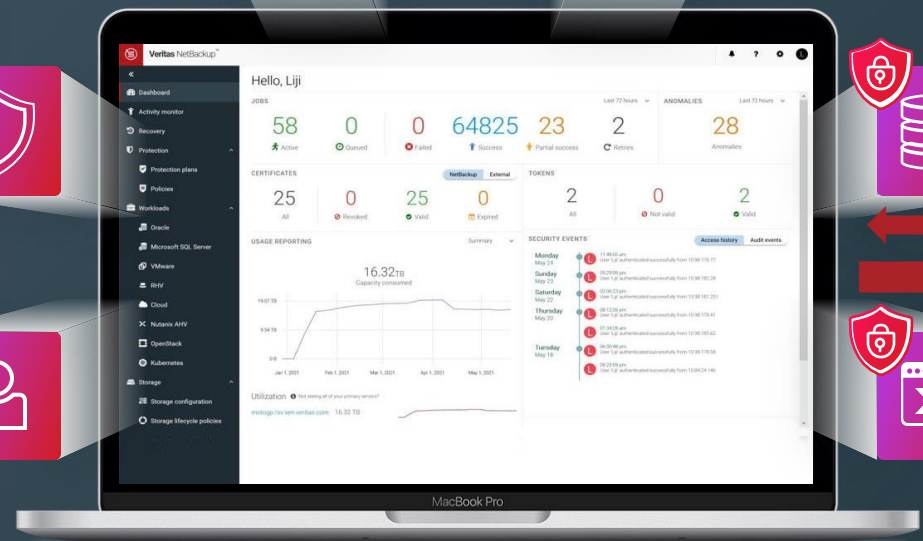 Veritas NetBackup™
L
«
Dashboard
Activity monitor
Recovery
Protection
Protection plans
Policies
Workloads
Oracle
Microsoft SQL Server
VMware
RHV
Cloud
Nutanix AHV
OpenStack
Kubernetes
Storage
Storage configuration
Storage lifecycle policies
Hello, Liji
JOBS
Last 72 hours
58
Active
0
Queued
0
Failed
64825
Success
23
Partial success
2
Retries
ANOMALIES
Last 72 hours
28
Anomalies
CERTIFICATES
NetBackup
External
25
All
0
Revoked
25
Valid
0
Expired
TOKENS
2
All
0
Not valid
2
Valid
USAGE REPORTING
Summary
16.32TB
Capacity consumed
9.54 TB
0 B
Jan 1, 2021
Feb 1, 2021
Mar 1, 2021
Apr 1, 2021
May 1, 2021
Utilization
Not seeing all of your primary servers?
16.32 TB
SECURITY EVENTS
Access history
Audit events
Monday
May 24
Sunday
May 23
Saturday
May 22
Thursday
May 20
Tuesday
May 18
MacBook Pro